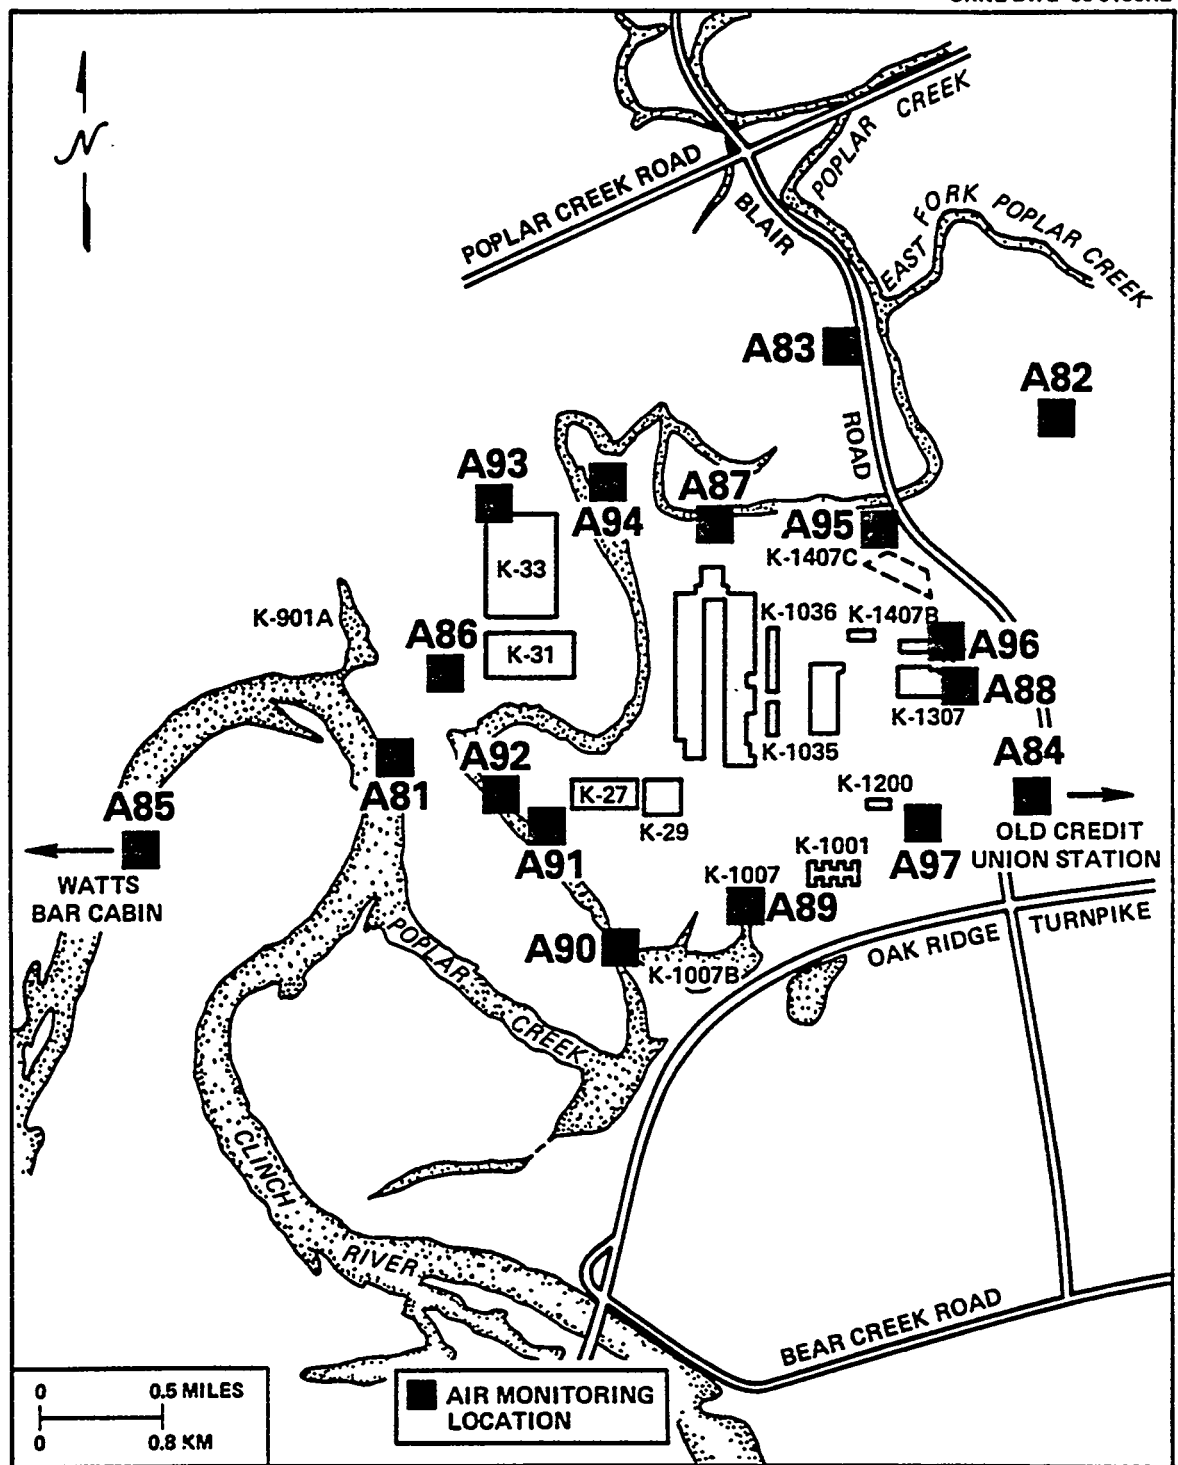 N
POPLAR CREEK ROAD
CREEK
POPLAR
BLAIR
EAST FORK POPLAR CREEK
A83
A82
ROAD
A93
A87
A94
A95
K-1407C
K-33
K-901A
K-1036
K-1407B
A86
A96
K-31
A88
K-1307
K-1035
A92
A84
A81
K-27
K-1200
A85
K-29
OLD CREDIT
UNION STATION
A91
K-1001
A97
WATTS
BAR CABIN
K-1007
A89
TURNPIKE
OAK RIDGE
A90
K-1007B
POPLAR
CREEK
CLINCH
RIVER
BEAR CREEK ROAD
0 0.5 MILES
0 0.8 KM
AIR MONITORING
LOCATION